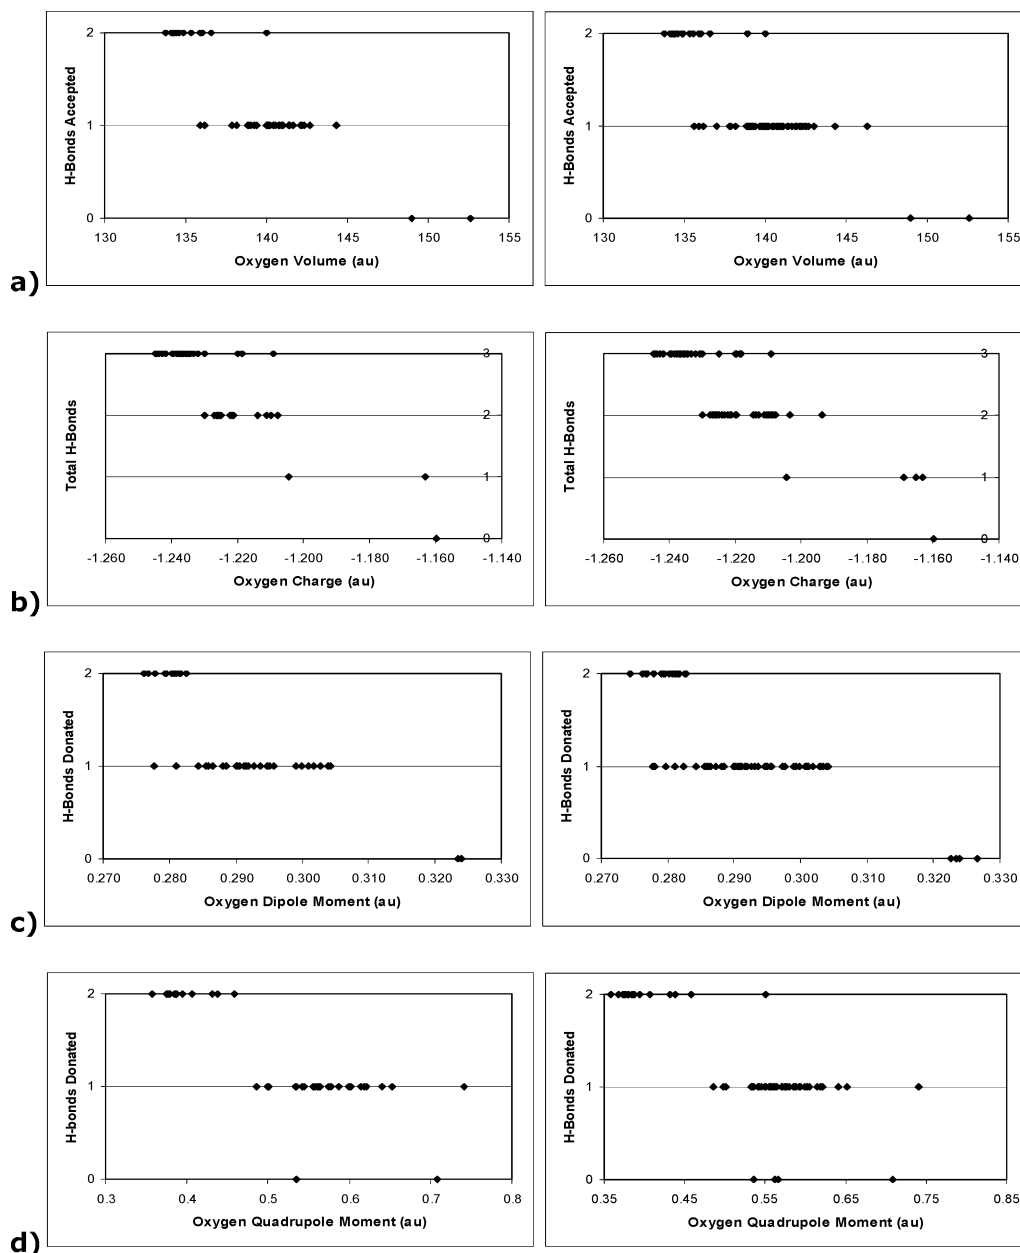 2
1
0
H-Bonds Accepted
130 135 140 145 150 155
Oxygen Volume (au)
2
1
0
H-Bonds Accepted
130 135 140 145 150 155
Oxygen Volume (au)
a)
3
2
1
0
Total H-Bonds
-1.260 -1.240 -1.220 -1.200 -1.180 -1.160 -1.140
Oxygen Charge (au)
3
2
1
0
Total H-Bonds
-1.260 -1.240 -1.220 -1.200 -1.180 -1.160 -1.140
Oxygen Charge (au)
b)
2
1
0
H-Bonds Donated
0.270 0.280 0.290 0.300 0.310 0.320 0.330
Oxygen Dipole Moment (au)
2
1
0
H-Bonds Donated
0.270 0.280 0.290 0.300 0.310 0.320 0.330
Oxygen Dipole Moment (au)
c)
2
1
0
H-bonds Donated
0.3 0.4 0.5 0.6 0.7 0.8
Oxygen Quadrupole Moment (au)
2
1
0
H-Bonds Donated
0.35 0.45 0.55 0.65 0.75 0.85
Oxygen Quadrupole Moment (au)
d)